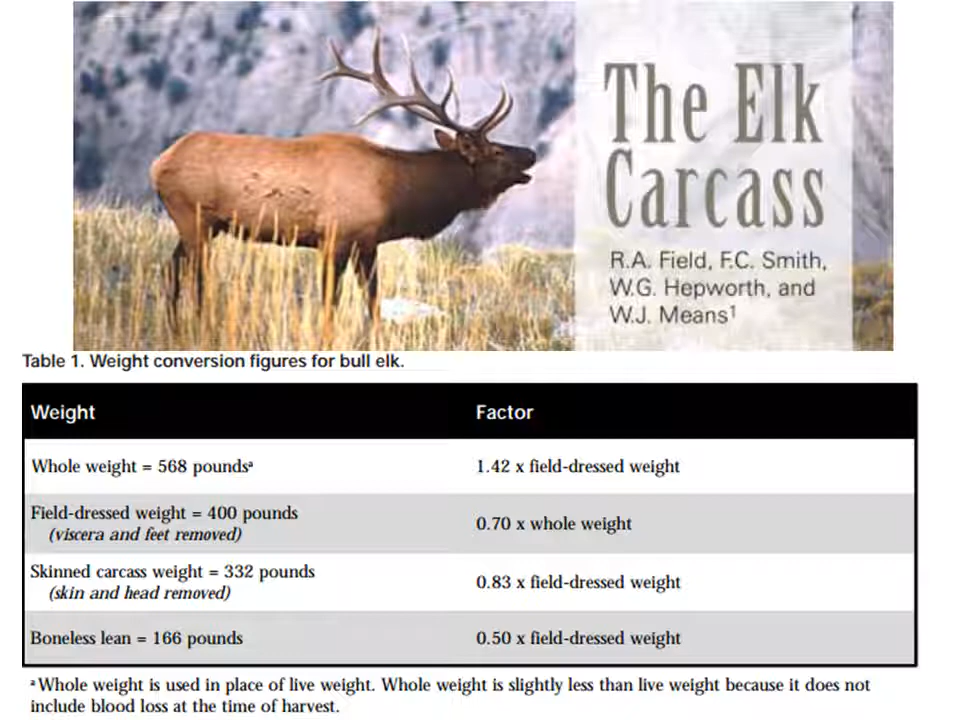 The Elk
Carcass
R.A. Field, F.C. Smith,
W.G. Hepworth, and
W.J. Means¹
Table 1. Weight conversion figures for bull elk.
Weight Factor
Whole weight = 568 poundsᵃ 1.42 x field-dressed weight
Field-dressed weight = 400 pounds
(viscera and feet removed) 0.70 x whole weight
Skinned carcass weight = 332 pounds
(skin and head removed) 0.83 x field-dressed weight
Boneless lean = 166 pounds 0.50 x field-dressed weight
ᵃ Whole weight is used in place of live weight. Whole weight is slightly less than live weight because it does not
include blood loss at the time of harvest.